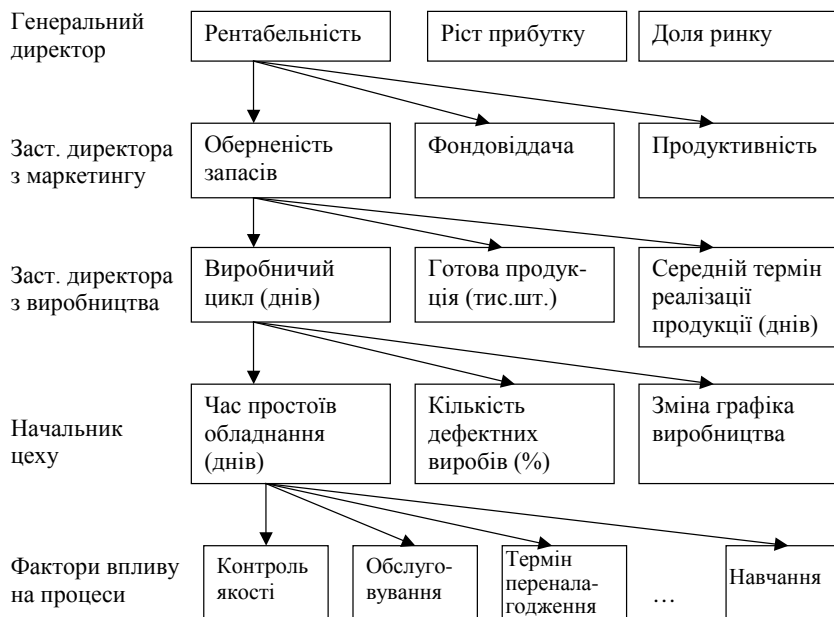 Генеральний
директор
Рентабельність
Ріст прибутку
Доля ринку
Заст. директора
з маркетингу
Оберненість
запасів
Фондовіддача
Продуктивність
Заст. директора
з виробництва
Виробничий
цикл (днів)
Готова продук-
ція (тис.шт.)
Середній термін
реалізації
продукції (днів)
Начальник
цеху
Час простоїв
обладнання
(днів)
Кількість
дефектних
виробів (%)
Зміна графіка
виробництва
Фактори впливу
на процеси
Контроль
якості
Обслуго-
вування
Термін
перенала-
годження
…
Навчання